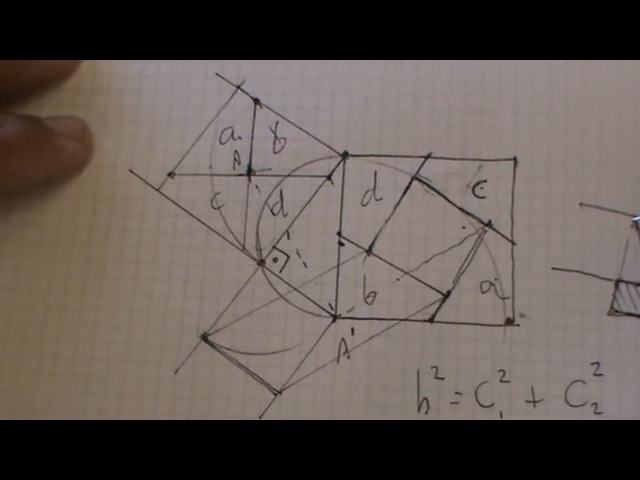 a b
A
c d
d c
b a
A'
h² = C₁² + C₂²